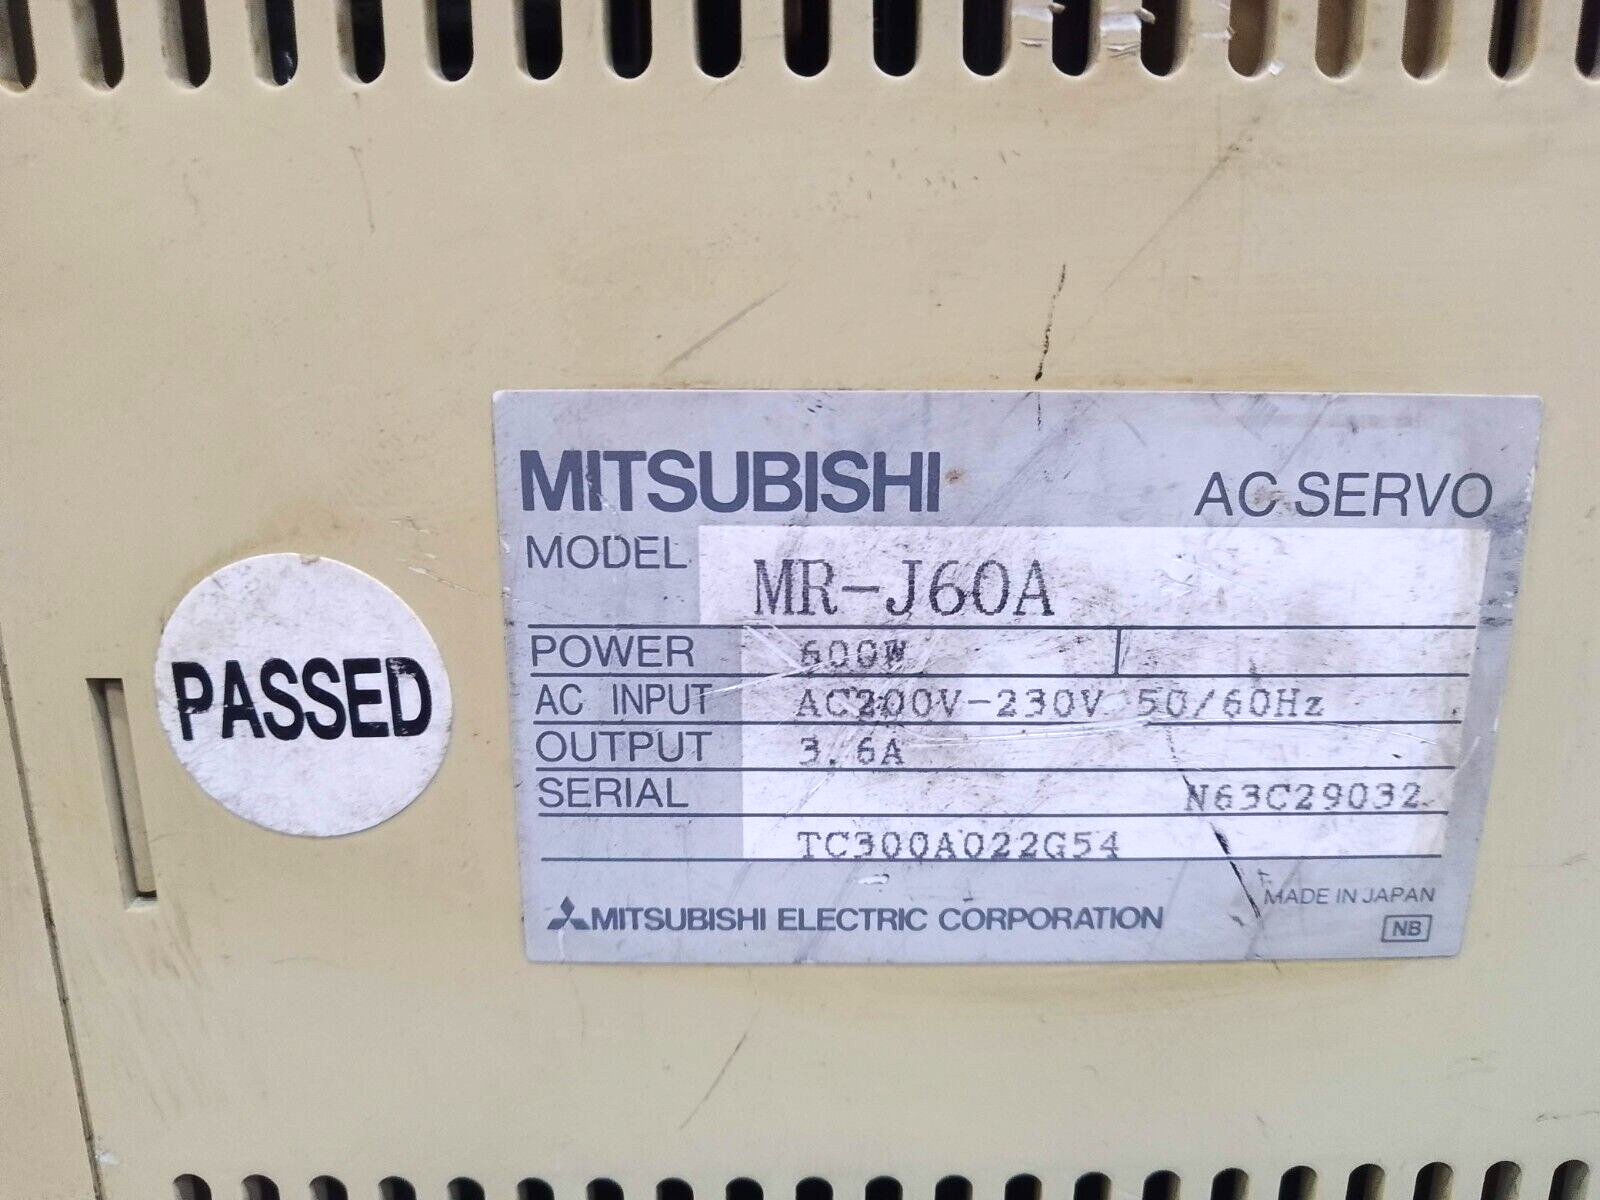 MITSUBISHI AC SERVO
MODEL MR-J60A
POWER 600W
AC INPUT AC200V-230V 50/60Hz
OUTPUT 3.6A
SERIAL N63C29032
TC300A022G54
MITSUBISHI ELECTRIC CORPORATION
MADE IN JAPAN
NB
PASSED